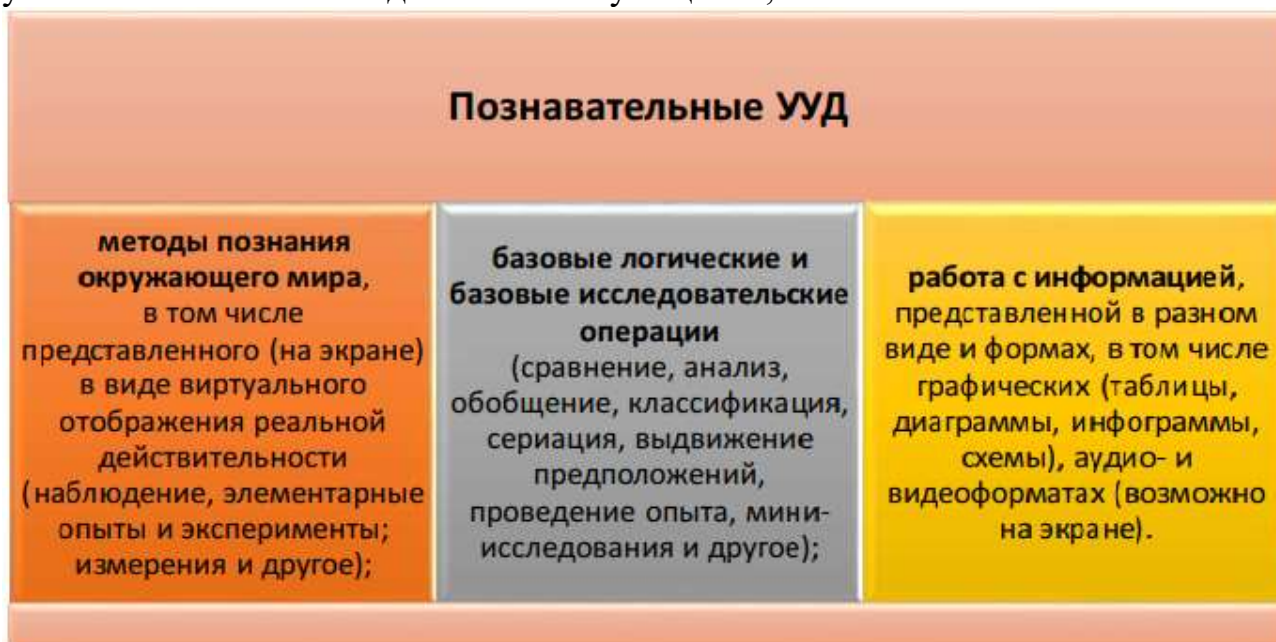 Познавательные УУД
методы познания
окружающего мира,
в том числе
представленного (на экране)
в виде виртуального
отображения реальной
действительности
(наблюдение, элементарные
опыты и эксперименты;
измерения и другое);
базовые логические и
базовые исследовательские
операции
(сравнение, анализ,
обобщение, классификация,
сериация, выдвижение
предположений,
проведение опыта, мини-
исследования и другое);
работа с информацией,
представленной в разном
виде и формах, в том числе
графических (таблицы,
диаграммы, инфограммы,
схемы), аудио- и
видеоформатах (возможно
на экране).